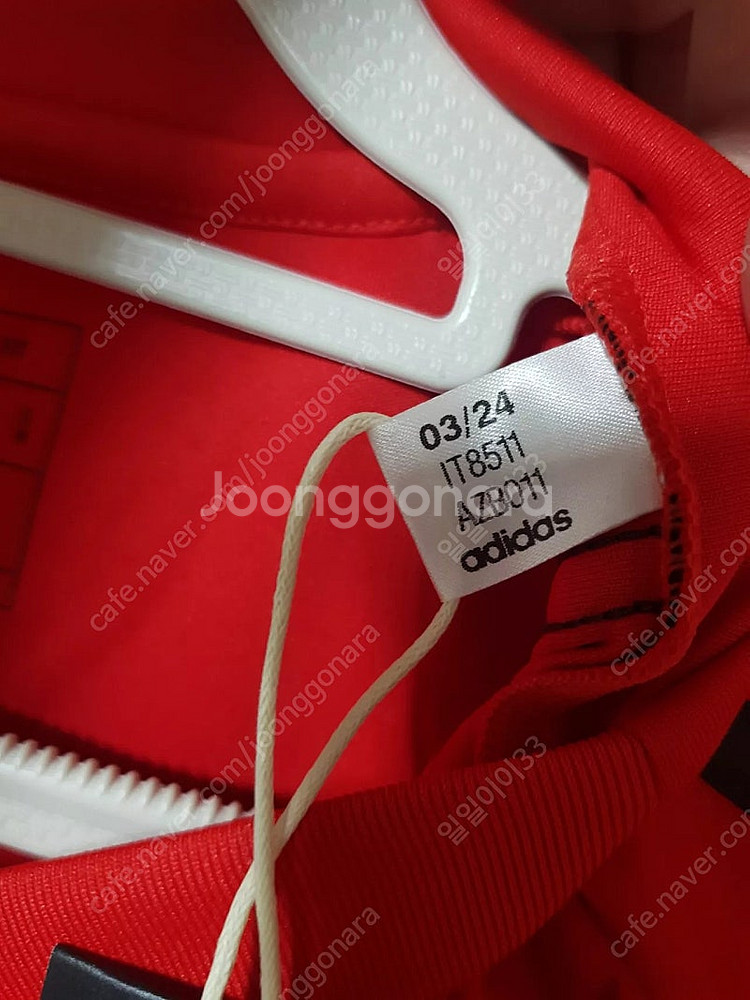 03/24
IT8511
AZB011
adidas
Joonggonara
cafe.naver.com/joonggonara
일일이이33